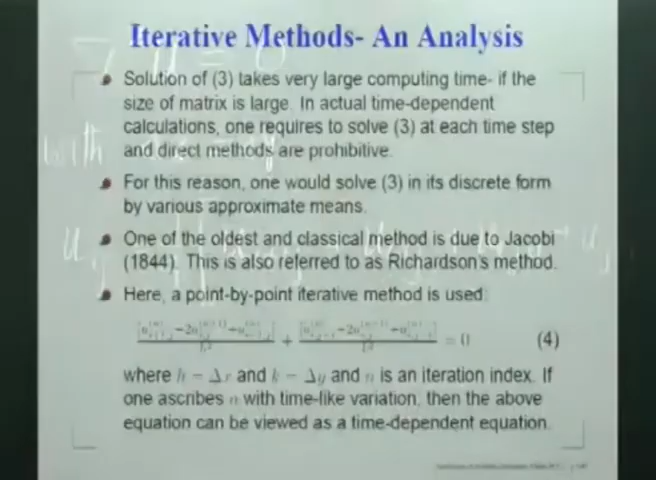 Iterative Methods- An Analysis
Solution of (3) takes very large computing time- if the
size of matrix is large. In actual time-dependent
calculations, one requires to solve (3) at each time step
and direct methods are prohibitive.
For this reason, one would solve (3) in its discrete form
by various approximate means.
One of the oldest and classical method is due to Jacobi
(1844). This is also referred to as Richardson's method.
Here, a point-by-point iterative method is used:
= 0 (4)
where h = Δx and k = Δy and n is an iteration index. If
one ascribes n with time-like variation, then the above
equation can be viewed as a time-dependent equation.
with